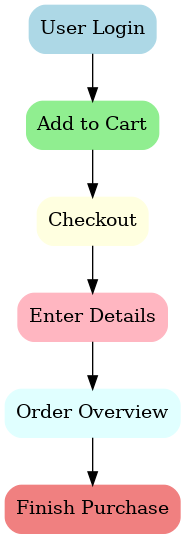 User Login
Add to Cart
Checkout
Enter Details
Order Overview
Finish Purchase